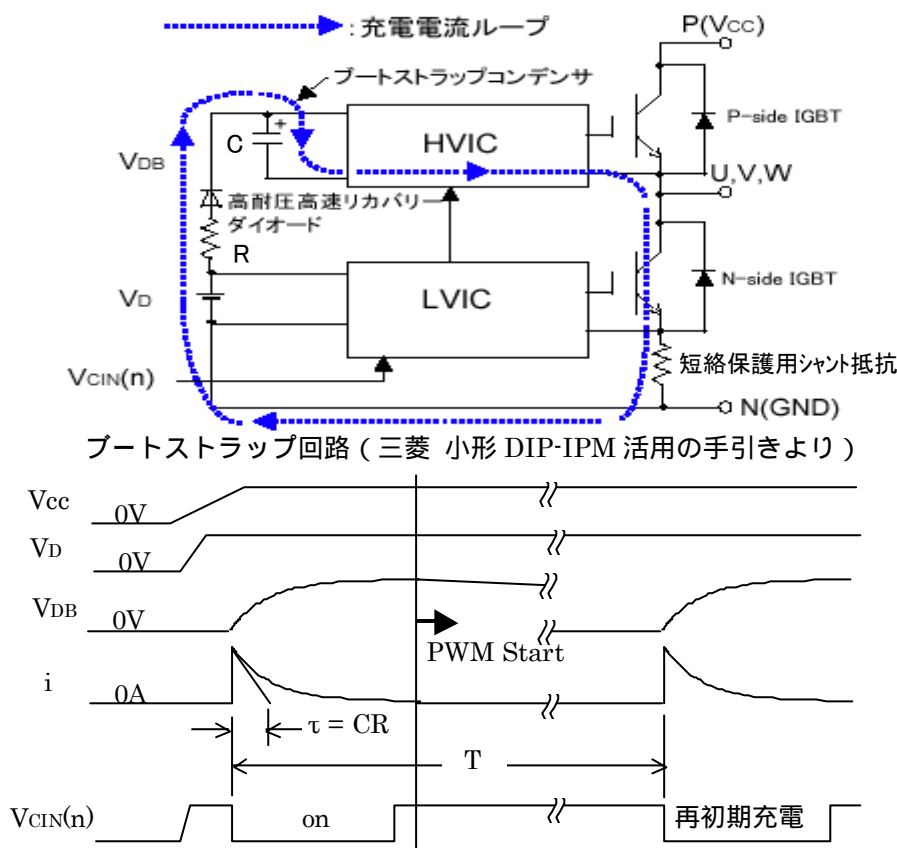 : 充電電流ループ
P(VCC)
ブートストラップコンデンサ
C
+
HVIC
P-side IGBT
VDB
U,V,W
高耐圧高速リカバリー
ダイオード
R
LVIC
N-side IGBT
VD
VCIN(n)
短絡保護用シャント抵抗
N(GND)
ブートストラップ回路 ( 三菱 小形 DIP-IPM 活用の手引きより )
Vcc
0V
VD
0V
VDB
0V
PWM Start
i
0A
τ = CR
T
VCIN(n)
on
再初期充電